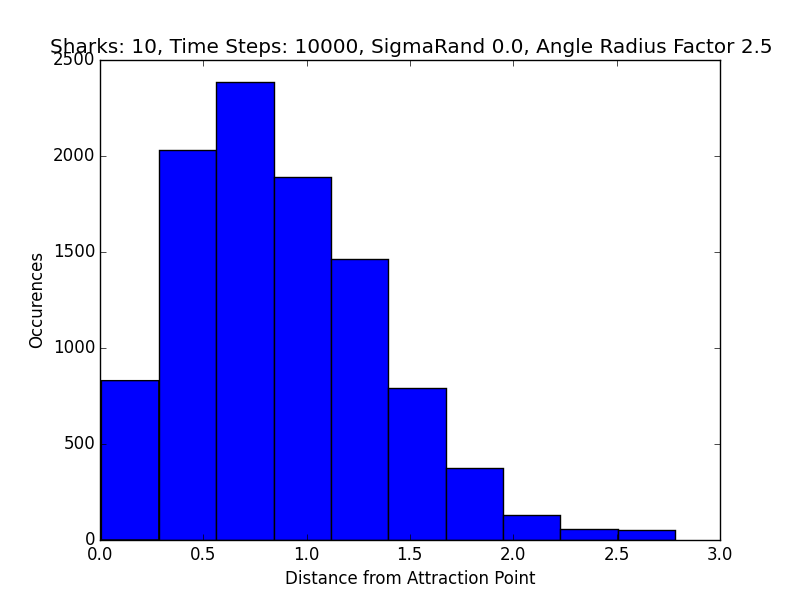 Sharks: 10, Time Steps: 10000, SigmaRand 0.0, Angle Radius Factor 2.5
2500
2000
1500
1000
500
0
Occurences
0.0 0.5 1.0 1.5 2.0 2.5 3.0
Distance from Attraction Point